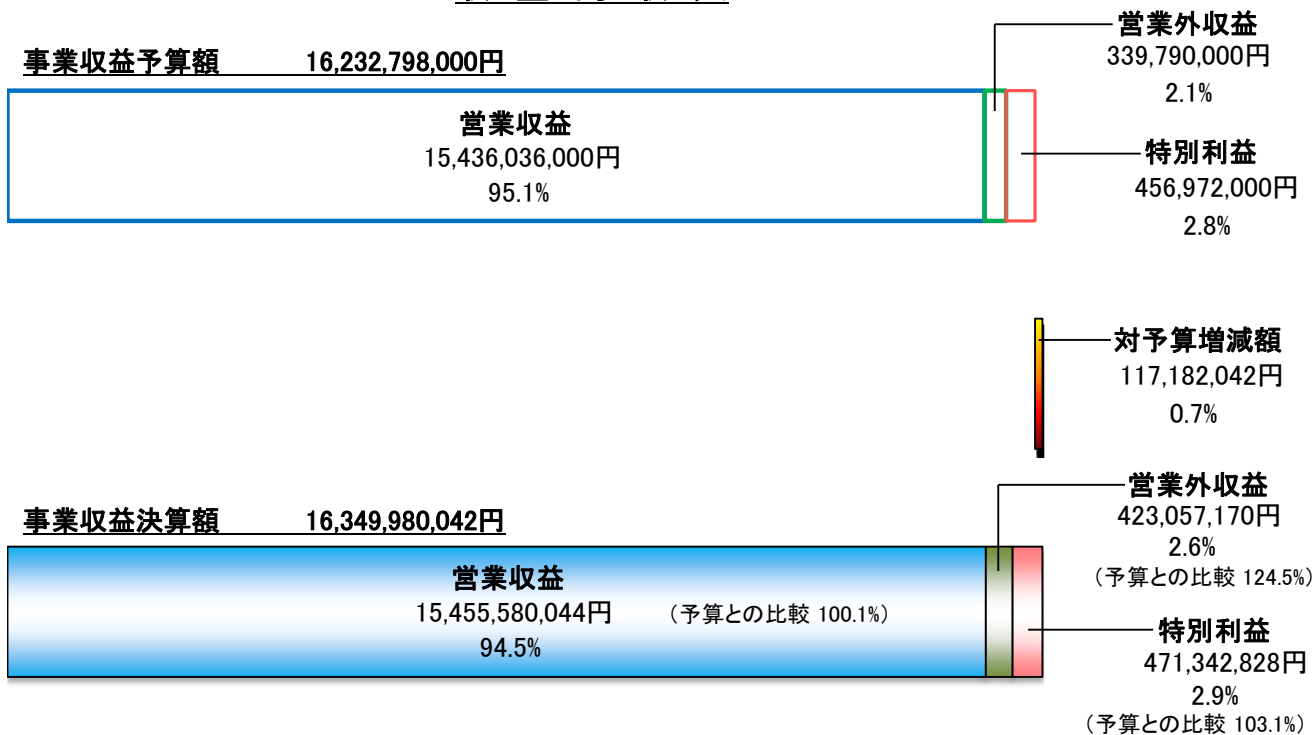 事業収益予算額 16,232,798,000円
営業収益
15,436,036,000円
95.1%
営業外収益
339,790,000円
2.1%
特別利益
456,972,000円
2.8%
対予算増減額
117,182,042円
0.7%
事業収益決算額 16,349,980,042円
営業収益
15,455,580,044円 (予算との比較 100.1%)
94.5%
営業外収益
423,057,170円
2.6%
(予算との比較 124.5%)
特別利益
471,342,828円
2.9%
(予算との比較 103.1%)